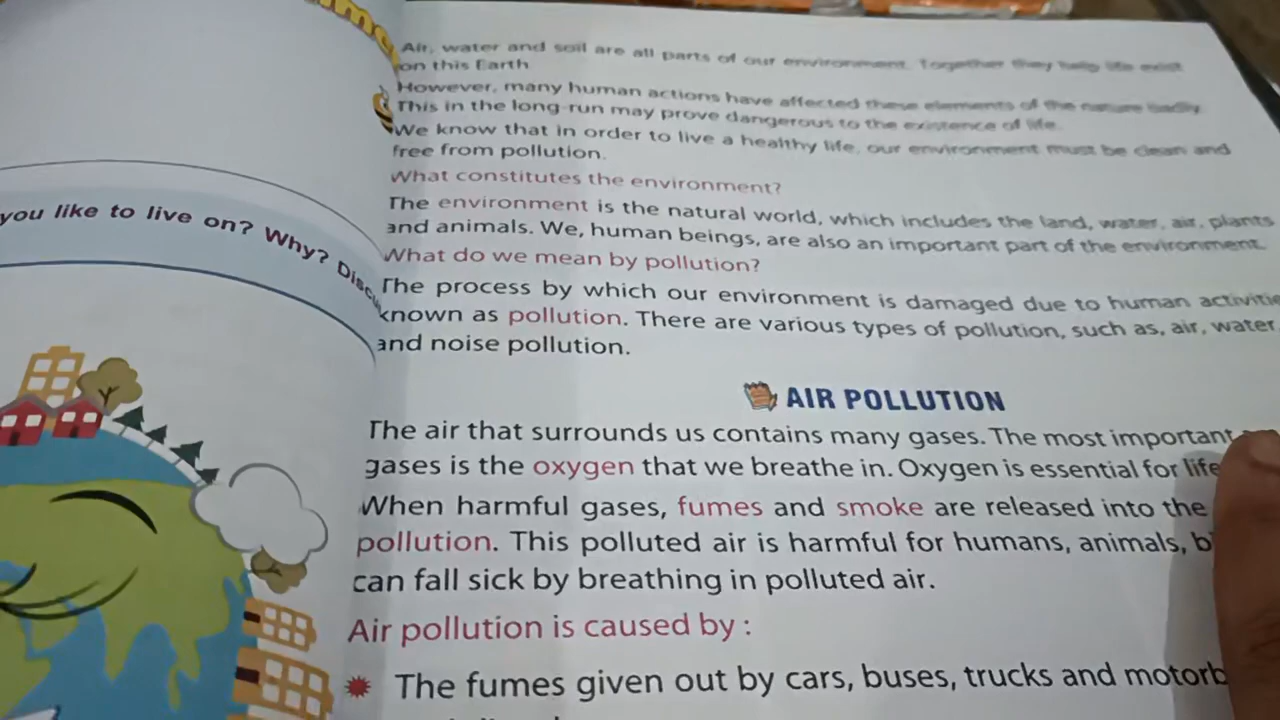 you like to live on? Why?
Air, water and soil are all parts of our environment. Together they help life exist
on this Earth
However, many human actions have affected these elements of the nature badly.
This in the long-run may prove dangerous to the existence of life.
We know that in order to live a healthy life, our environment must be clean and
free from pollution.
What constitutes the environment?
The environment is the natural world, which includes the land, water, air, plants
and animals. We, human beings, are also an important part of the environment.
What do we mean by pollution?
The process by which our environment is damaged due to human
known as pollution. There are various types of pollution, such as, air, water
and noise pollution.
AIR POLLUTION
The air that surrounds us contains many gases. The most important
gases is the oxygen that we breathe in. Oxygen is essential for life
When harmful gases, fumes and smoke are released into the
pollution. This polluted air is harmful for humans, animals,
can fall sick by breathing in polluted air.
Air pollution is caused by :
The fumes given out by cars, buses, trucks and